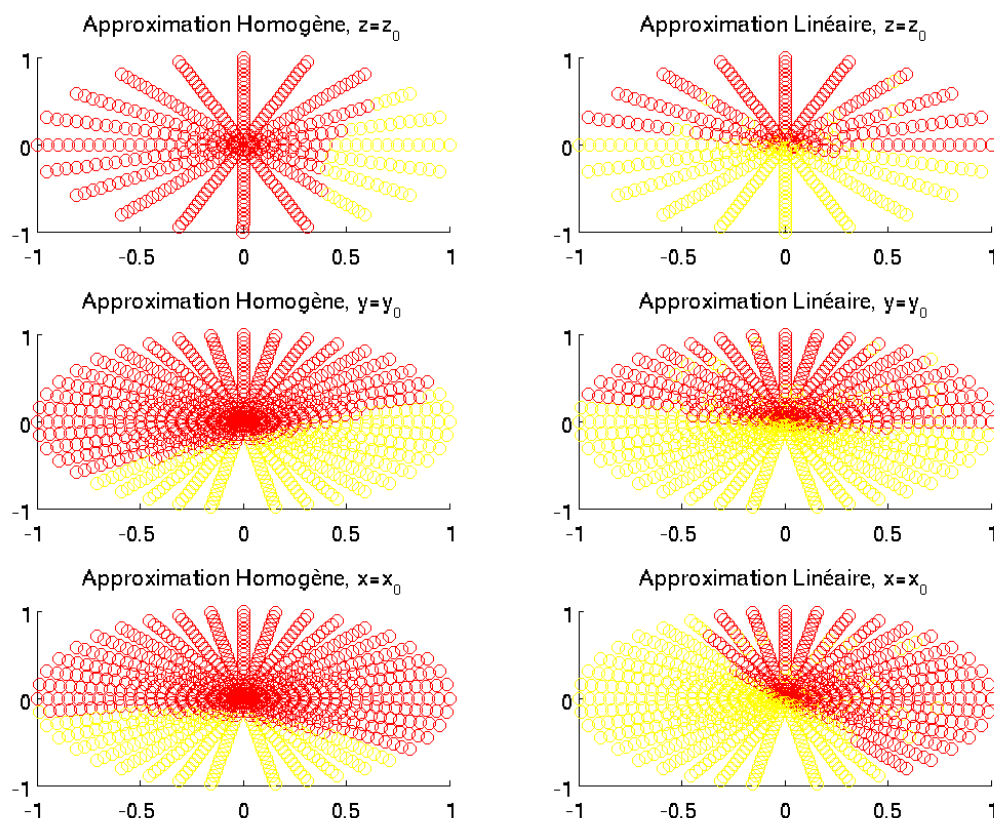 Approximation Homogène, z=z0
Approximation Linéaire, z=z0
1
0
-1
-1 -0.5 0 0.5 1
1
0
-1
-1 -0.5 0 0.5 1
Approximation Homogène, y=y0
Approximation Linéaire, y=y0
1
0
-1
-1 -0.5 0 0.5 1
1
0
-1
-1 -0.5 0 0.5 1
Approximation Homogène, x=x0
Approximation Linéaire, x=x0
1
0
-1
-1 -0.5 0 0.5 1
1
0
-1
-1 -0.5 0 0.5 1